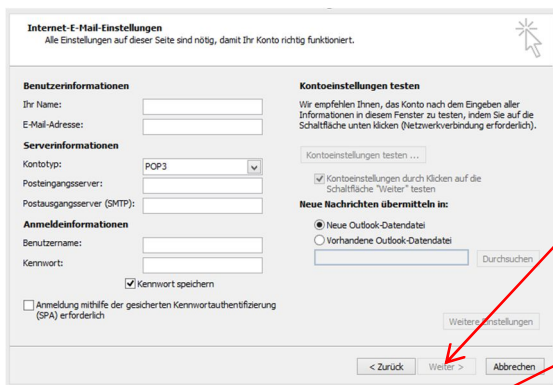 Internet-E-Mail-Einstellungen
Alle Einstellungen auf dieser Seite sind nötig, damit Ihr Konto richtig funktioniert.
Benutzerinformationen
Ihr Name:
E-Mail-Adresse:
Serverinformationen
Kontotyp:
POP3
Posteingangsserver:
Postausgangsserver (SMTP):
Anmeldeinformationen
Benutzername:
Kennwort:
Kennwort speichern
Anmeldung mithilfe der gesicherten Kennwortauthentifizierung
(SPA) erforderlich
Kontoeinstellungen testen
Wir empfehlen Ihnen, das Konto nach dem Eingeben aller
Informationen in diesem Fenster zu testen, indem Sie auf die
Schaltfläche unten klicken (Netzwerkverbindung erforderlich).
Kontoeinstellungen testen ...
Kontoeinstellungen durch Klicken auf die
Schaltfläche "Weiter" testen
Neue Nachrichten übermitteln in:
Neue Outlook-Datendatei
Vorhandene Outlook-Datendatei
Durchsuchen
Weitere Einstellungen
< Zurück
Weiter >
Abbrechen